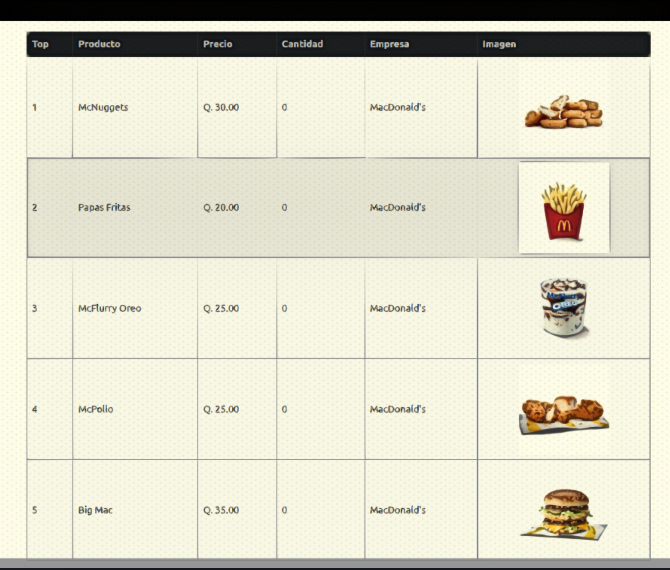 Top Producto Precio Cantidad Empresa Imagen
1 McNuggets Q. 30.00 0 MacDonald's
2 Papas Fritas Q. 20.00 0 MacDonald's
3 McFlurry Oreo Q. 25.00 0 MacDonald's
4 McPollo Q. 25.00 0 MacDonald's
5 Big Mac Q. 35.00 0 MacDonald's